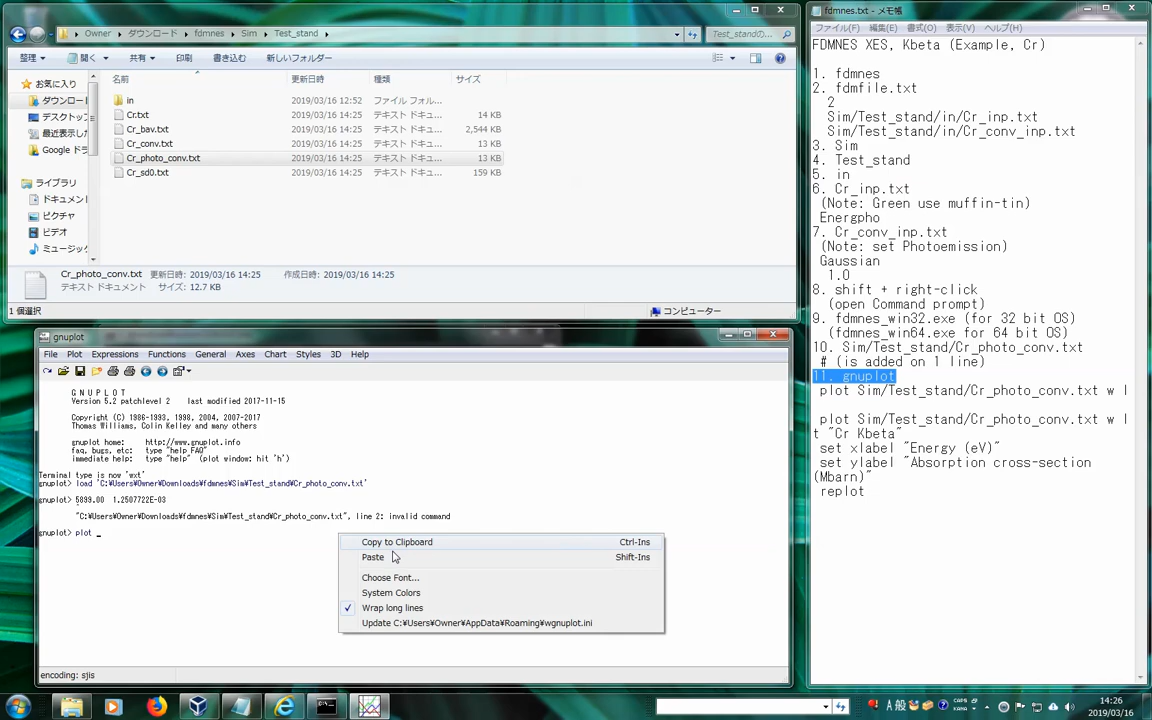 Owner ▸ ダウンロード ▸ fdmnes ▸ Sim ▸ Test_stand ▸
Test_standの...
整理 ▼ 開く ▼ 共有 ▼ 印刷 書き込む 新しいフォルダー
名前 更新日時 種類 サイズ
お気に入り
ダウンロー
デスクトップ
最近表示した
Google ドラ
ライブラリ
ドキュメント
ピクチャ
ビデオ
ミュージック
in 2019/03/16 12:52 ファイル フォル...
Cr.txt 2019/03/16 14:25 テキスト ドキュ... 14 KB
Cr_bav.txt 2019/03/16 14:25 テキスト ドキュ... 2,544 KB
Cr_conv.txt 2019/03/16 14:25 テキスト ドキュ... 13 KB
Cr_photo_conv.txt 2019/03/16 14:25 テキスト ドキュ... 13 KB
Cr_sd0.txt 2019/03/16 14:25 テキスト ドキュ... 159 KB
Cr_photo_conv.txt 更新日時: 2019/03/16 14:25 作成日時: 2019/03/16 14:25
テキスト ドキュメント サイズ: 12.7 KB
1 個選択 コンピューター
gnuplot
File Plot Expressions Functions General Axes Chart Styles 3D Help
G N U P L O T
Version 5.2 patchlevel 2 last modified 2017-11-15
Copyright (C) 1986-1993, 1998, 2004, 2007-2017
Thomas Williams, Colin Kelley and many others
gnuplot home: http://www.gnuplot.info
faq, bugs, etc: type "help FAQ"
immediate help: type "help" (plot window: hit 'h')
Terminal type is now 'wxt'
gnuplot> load 'C:¥Users¥Owner¥Downloads¥fdmnes¥Sim¥Test_stand¥Cr_photo_conv.txt'
gnuplot> 5899.00 1.2507722E-03
"C:¥Users¥Owner¥Downloads¥fdmnes¥Sim¥Test_stand¥Cr_photo_conv.txt", line 2: invalid command
gnuplot> plot _
Copy to Clipboard Ctrl-Ins
Paste Shift-Ins
Choose Font...
System Colors
Wrap long lines
Update C:¥Users¥Owner¥AppData¥Roaming¥wgnuplot.ini
encoding: sjis
fdmnes.txt - メモ帳
ファイル(F) 編集(E) 書式(O) 表示(V) ヘルプ(H)
FDMNES XES, Kbeta (Example, Cr)
1. fdmnes
2. fdmfile.txt
2
Sim/Test_stand/in/Cr_inp.txt
Sim/Test_stand/in/Cr_conv_inp.txt
3. Sim
4. Test_stand
5. in
6. Cr_inp.txt
(Note: Green use muffin-tin)
Energpho
7. Cr_conv_inp.txt
(Note: set Photoemission)
Gaussian
1.0
8. shift + right-click
(open Command prompt)
9. fdmnes_win32.exe (for 32 bit OS)
(fdmnes_win64.exe for 64 bit OS)
10. Sim/Test_stand/Cr_photo_conv.txt
# (is added on 1 line)
11. gnuplot
plot Sim/Test_stand/Cr_photo_conv.txt w l
plot Sim/Test_stand/Cr_photo_conv.txt w l
t "Cr Kbeta"
set xlabel "Energy (eV)"
set ylabel "Absorption cross-section
(Mbarn)"
replot
A 般
CAPS
KANA
14:26
2019/03/16